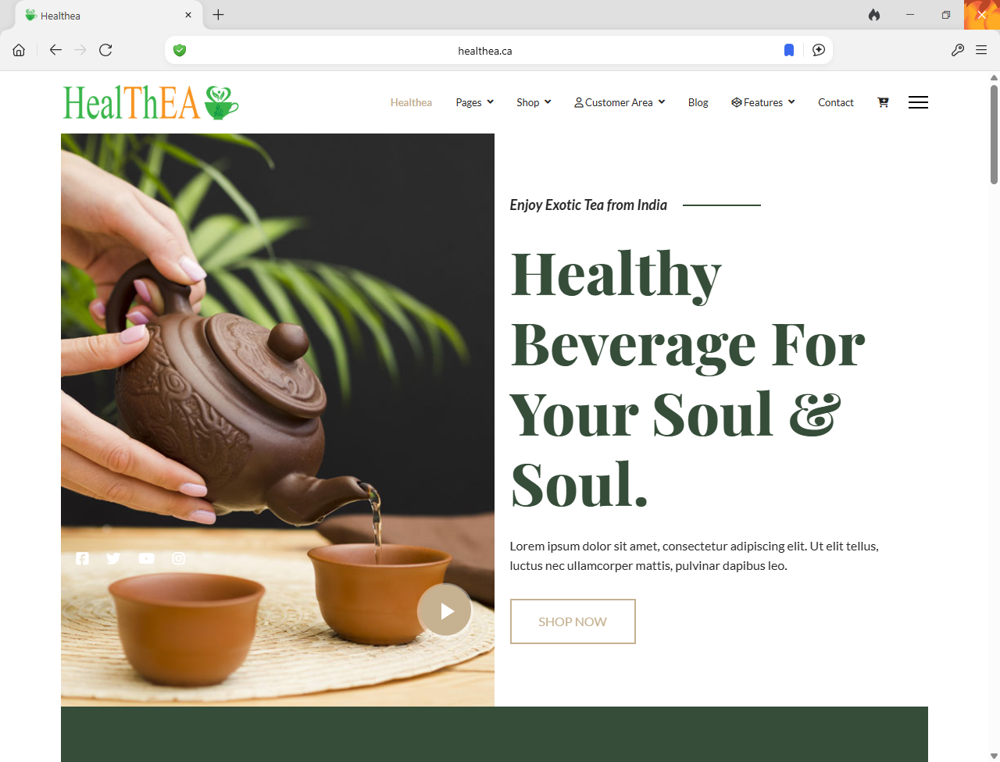 Healthea
healthea.ca
HealThEA
Healthea
Pages
Shop
Customer Area
Blog
Features
Contact
Enjoy Exotic Tea from India
Healthy
Beverage For
Your Soul &
Soul.
Lorem ipsum dolor sit amet, consectetur adipiscing elit. Ut elit tellus,
luctus nec ullamcorper mattis, pulvinar dapibus leo.
SHOP NOW